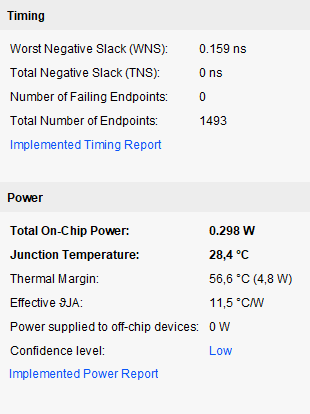 Timing
Worst Negative Slack (WNS): 0.159 ns
Total Negative Slack (TNS): 0 ns
Number of Failing Endpoints: 0
Total Number of Endpoints: 1493
Implemented Timing Report
Power
Total On-Chip Power: 0.298 W
Junction Temperature: 28,4 °C
Thermal Margin: 56,6 °C (4,8 W)
Effective ϑJA: 11,5 °C/W
Power supplied to off-chip devices: 0 W
Confidence level: Low
Implemented Power Report